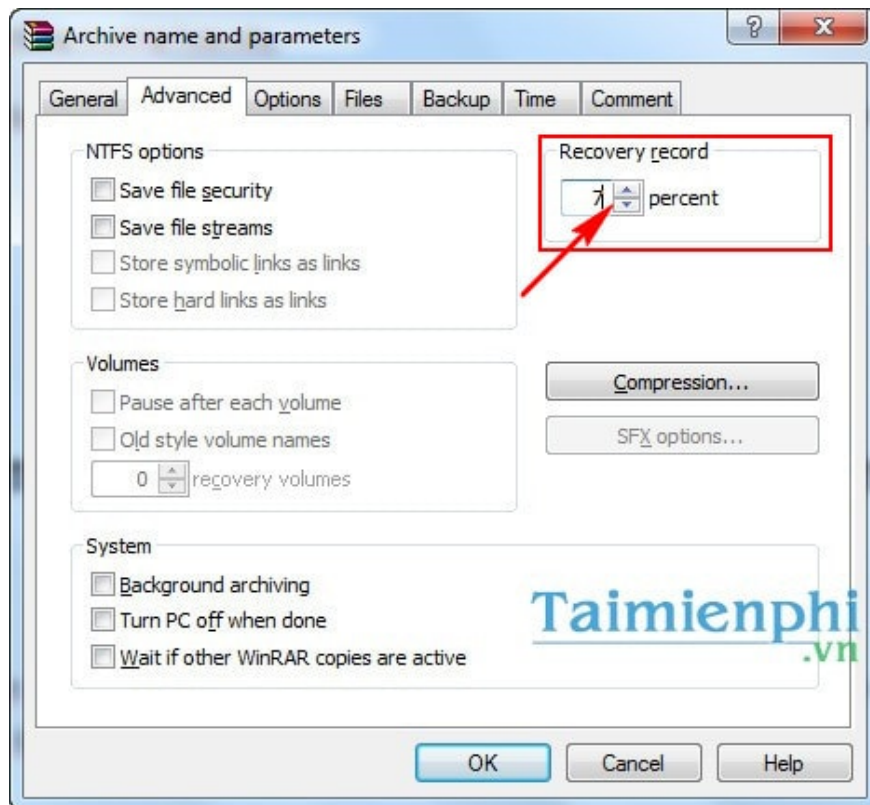 Archive name and parameters
General Advanced Options Files Backup Time Comment
NTFS options
Save file security
Save file streams
Store symbolic links as links
Store hard links as links
Recovery record
7 percent
Volumes
Pause after each volume
Old style volume names
0 recovery volumes
Compression...
SFX options...
System
Background archiving
Turn PC off when done
Wait if other WinRAR copies are active
Taimienphi
.vn
OK Cancel Help